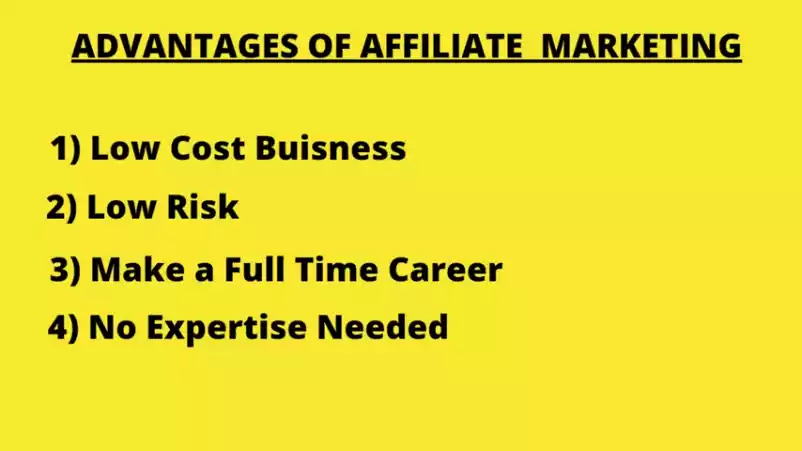 ADVANTAGES OF AFFILIATE MARKETING
1) Low Cost Buisness
2) Low Risk
3) Make a Full Time Career
4) No Expertise Needed